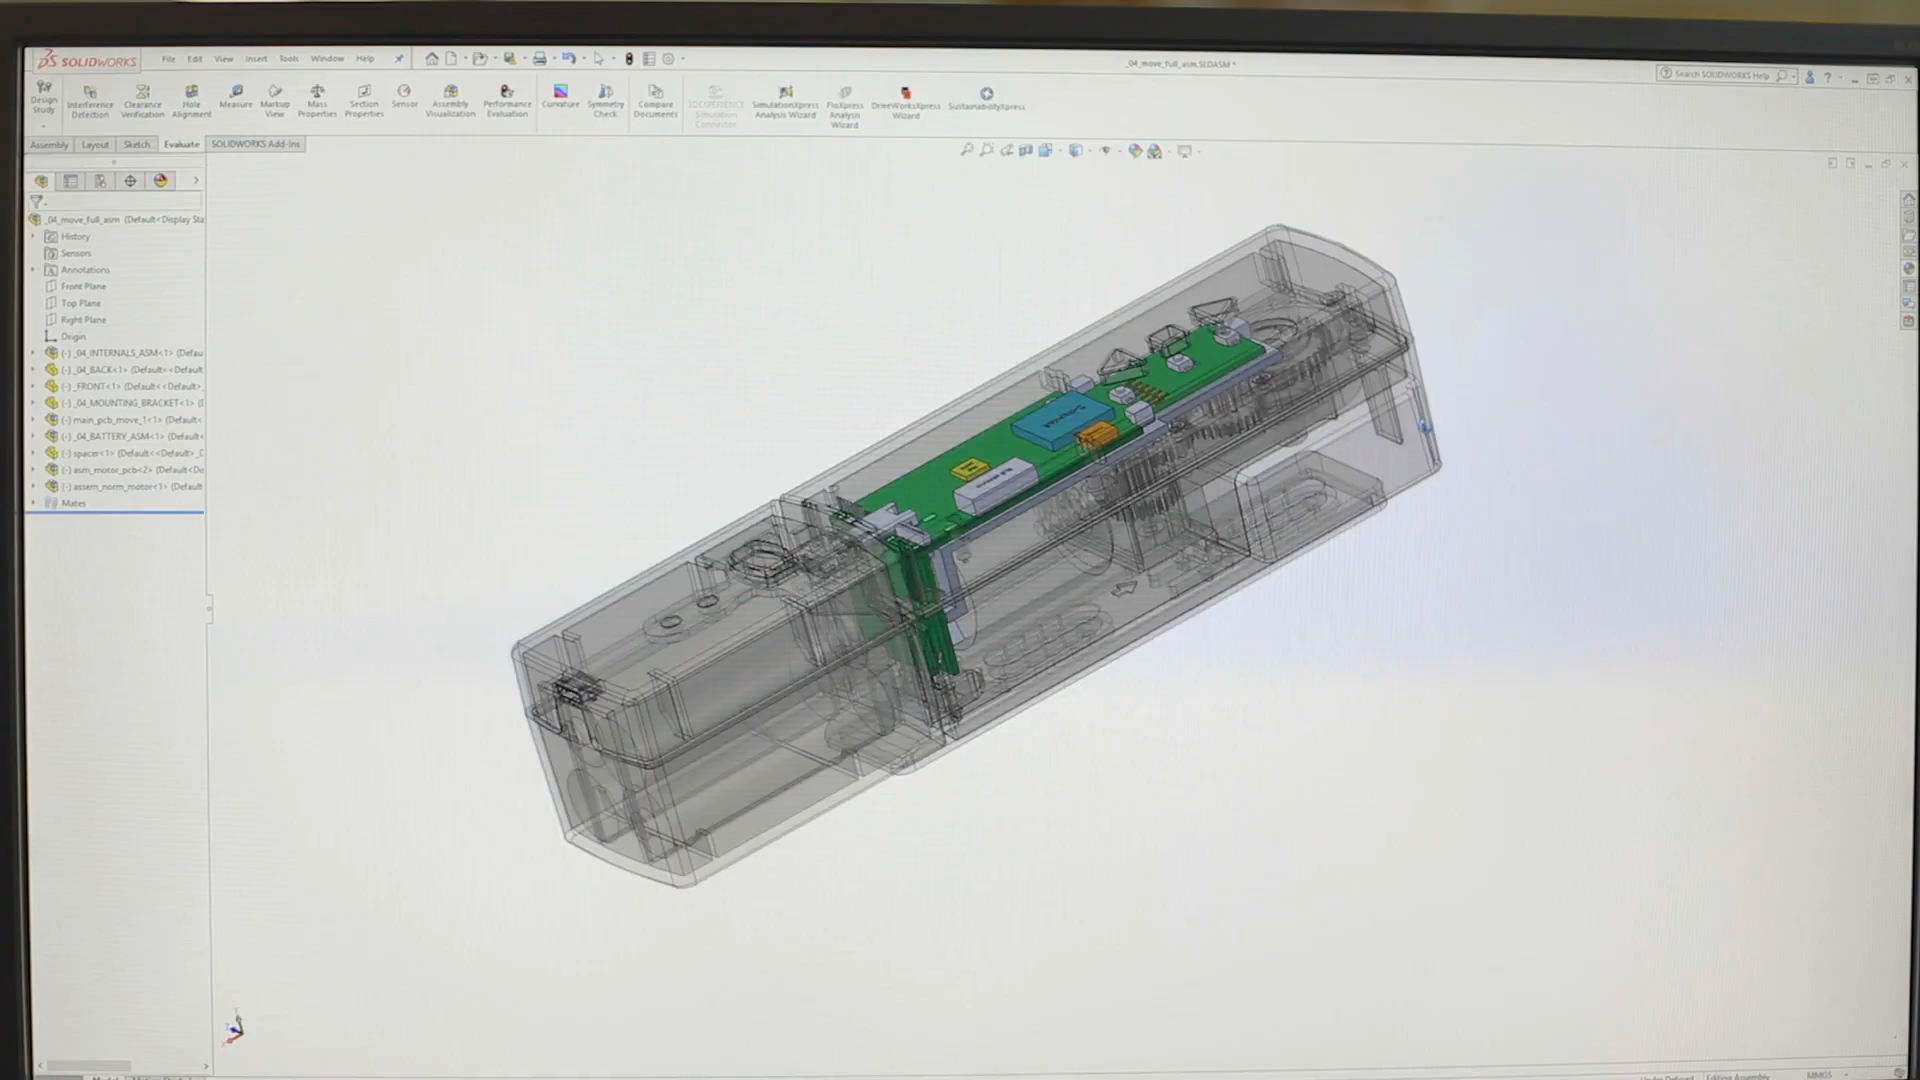 SOLIDWORKS File Edit View Insert Tools Window Help
_04_move_full_asm.SLDASM *
Search SOLIDWORKS Help
Design Study
Interference Detection
Clearance Verification
Hole Alignment
Measure
Markup View
Mass Properties
Section Properties
Sensor
Assembly Visualization
Performance Evaluation
Curvature
Symmetry Check
Compare Documents
3DEXPERIENCE Simulation Connector
SimulationXpress Analysis Wizard
FloXpress Analysis Wizard
DriveWorksXpress Wizard
SustainabilityXpress
Assembly Layout Sketch Evaluate SOLIDWORKS Add-Ins
_04_move_full_asm (Default<Display Sta
History
Sensors
Annotations
Front Plane
Top Plane
Right Plane
Origin
(-) _04_INTERNALS_ASM<1> (Defau
(-) _04_BACK<1> (Default<<Default
(-) _FRONT<1> (Default<<Default>_
(-) _04_MOUNTING_BRACKET<1> (D
(-) main_pcb_move_1<1> (Default<
(-) _04_BATTERY_ASM<1> (Default<
(-) spacer<1> (Default<<Default>_D
(-) asm_motor_pcb<2> (Default<De
(-) assem_norm_motor<1> (Default
Mates
Under Defined Editing Assembly MMGS